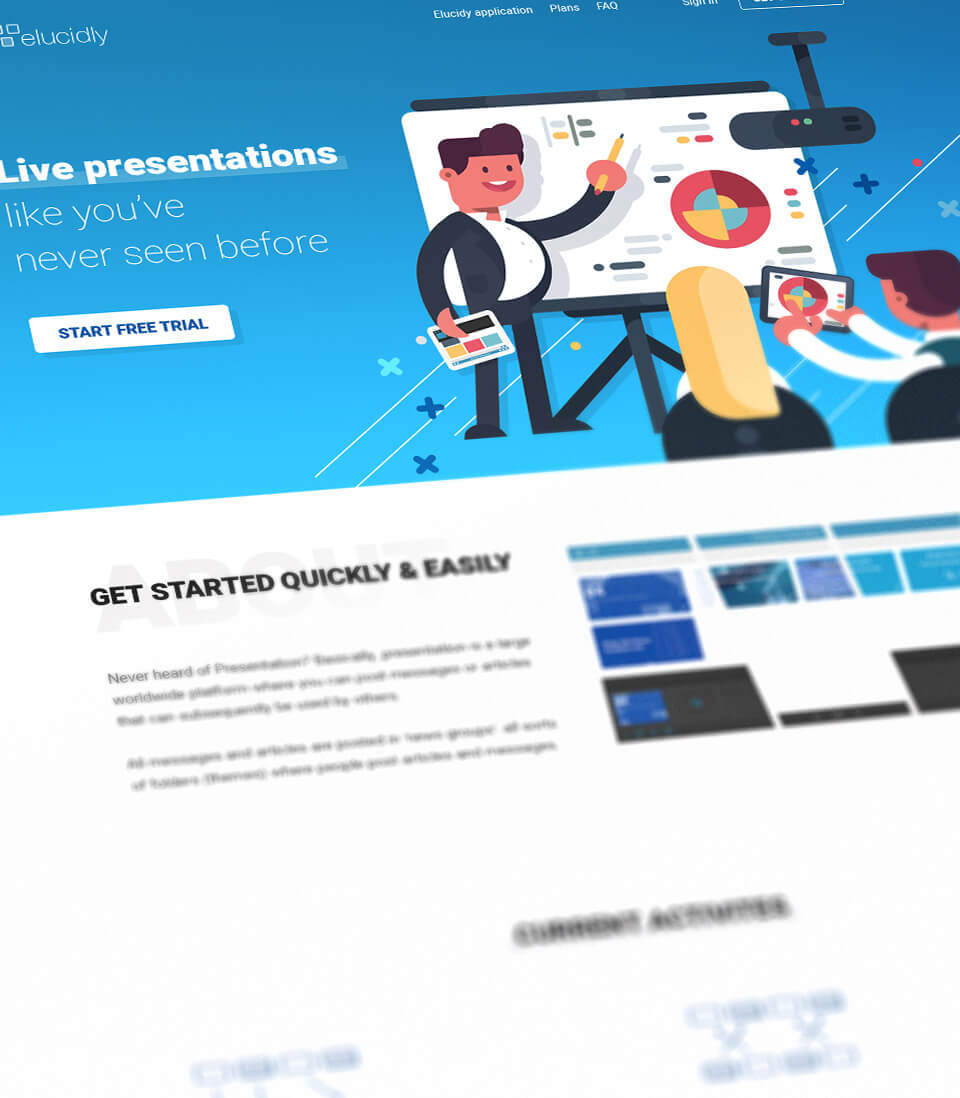 elucidly
Elucidy application Plans FAQ Sign in
Live presentations
like you've
never seen before
START FREE TRIAL
ABOUT
GET STARTED QUICKLY & EASILY
Never heard of Presentation? Basically, presentation is a large
worldwide platform where you can post messages or articles
that can subsequently be used by others.
All messages and articles are posted in 'news groups': all sorts
of folders (themes) where people post articles and messages.
CURRENT ACTIVITES